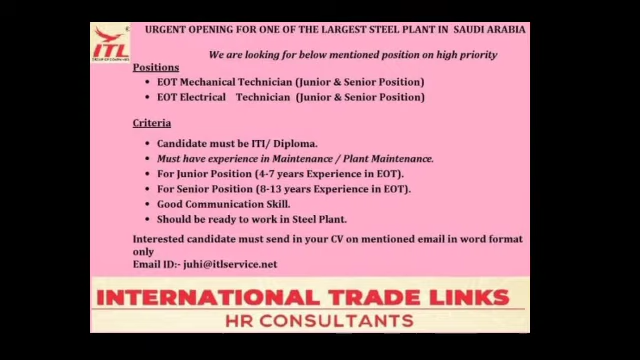 URGENT OPENING FOR ONE OF THE LARGEST STEEL PLANT IN SAUDI ARABIA
ITL
We are looking for below mentioned position on high priority
Positions
• EOT Mechanical Technician (Junior & Senior Position)
• EOT Electrical Technician (Junior & Senior Position)
Criteria
• Candidate must be ITI/ Diploma.
• Must have experience in Maintenance / Plant Maintenance.
• For Junior Position (4-7 years Experience in EOT).
• For Senior Position (8-13 years Experience in EOT).
• Good Communication Skill.
• Should be ready to work in Steel Plant.
Interested candidate must send in your CV on mentioned email in word format
only
Email ID:- juhi@itlservice.net
INTERNATIONAL TRADE LINKS
HR CONSULTANTS